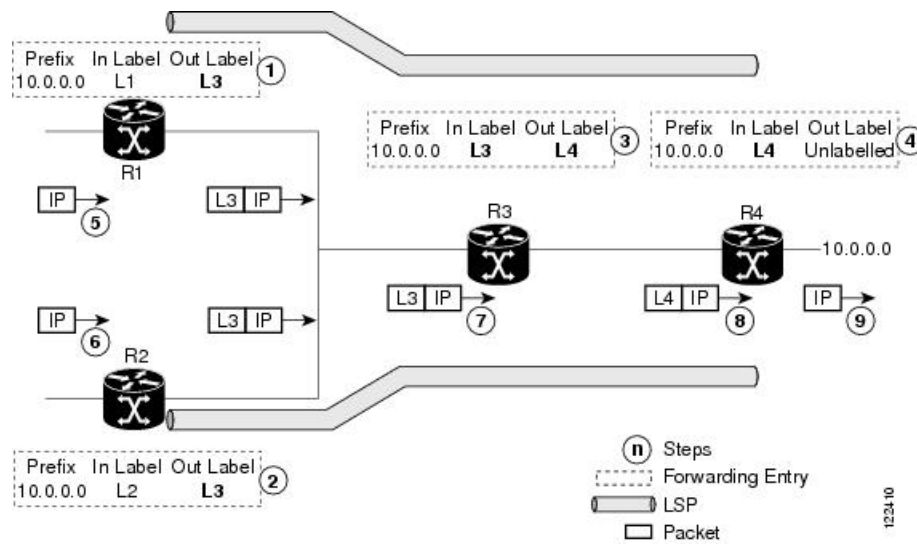 Prefix In Label Out Label
10.0.0.0 L1 L3
1
R1
Prefix In Label Out Label
10.0.0.0 L3 L4
3
Prefix In Label Out Label
10.0.0.0 L4 Unlabelled
4
IP
5
L3 IP
R3
R4
10.0.0.0
IP
6
L3 IP
L3 IP
7
L4 IP
8
IP
9
R2
Prefix In Label Out Label
10.0.0.0 L2 L3
2
n Steps
Forwarding Entry
LSP
Packet
122410